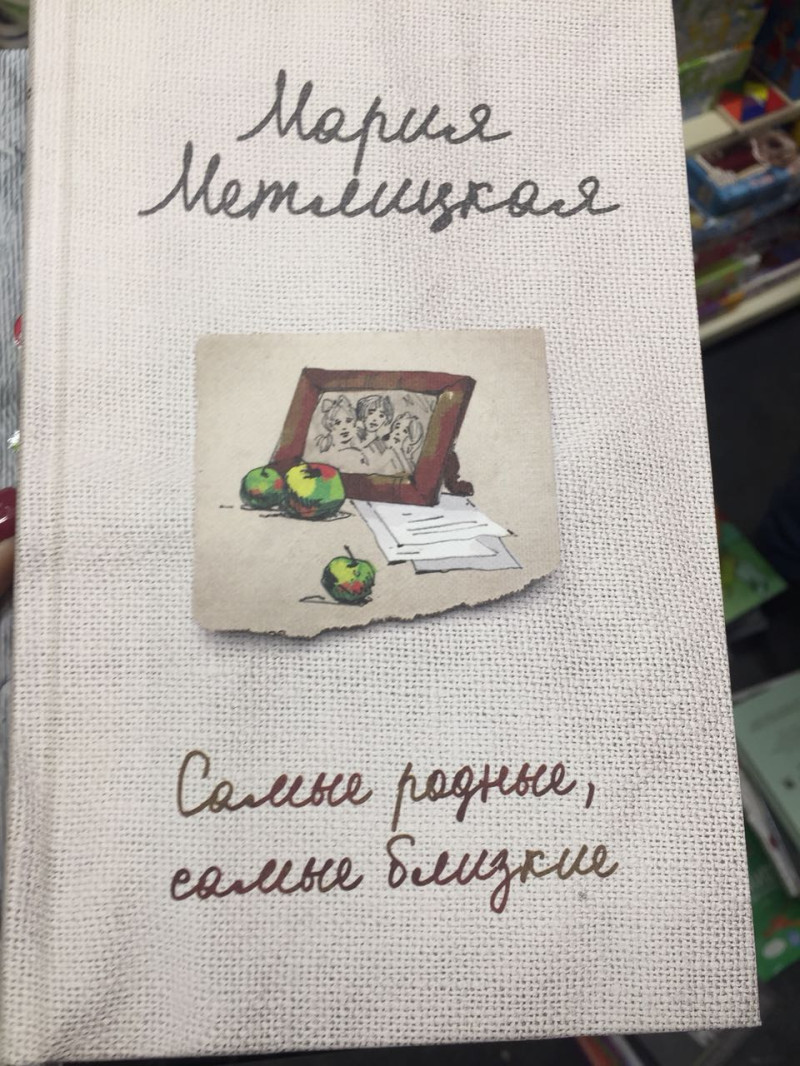 Мария
Метлицкая
Самые родные,
самые близкие